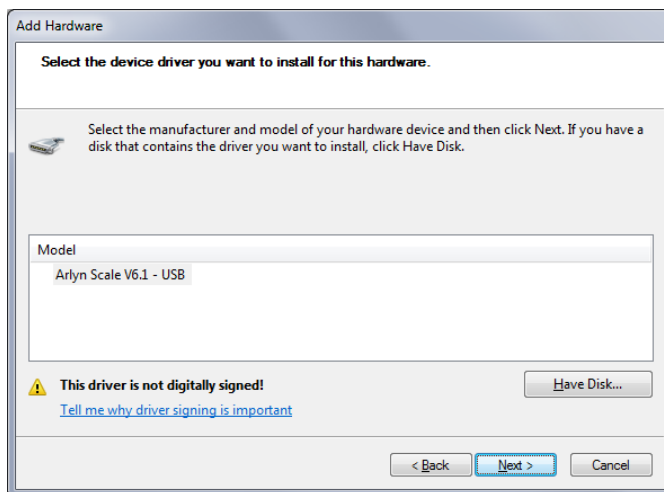 Add Hardware
Select the device driver you want to install for this hardware.
Select the manufacturer and model of your hardware device and then click Next. If you have a
disk that contains the driver you want to install, click Have Disk.
Model
Arlyn Scale V6.1 - USB
This driver is not digitally signed!
Have Disk...
Tell me why driver signing is important
< Back
Next >
Cancel